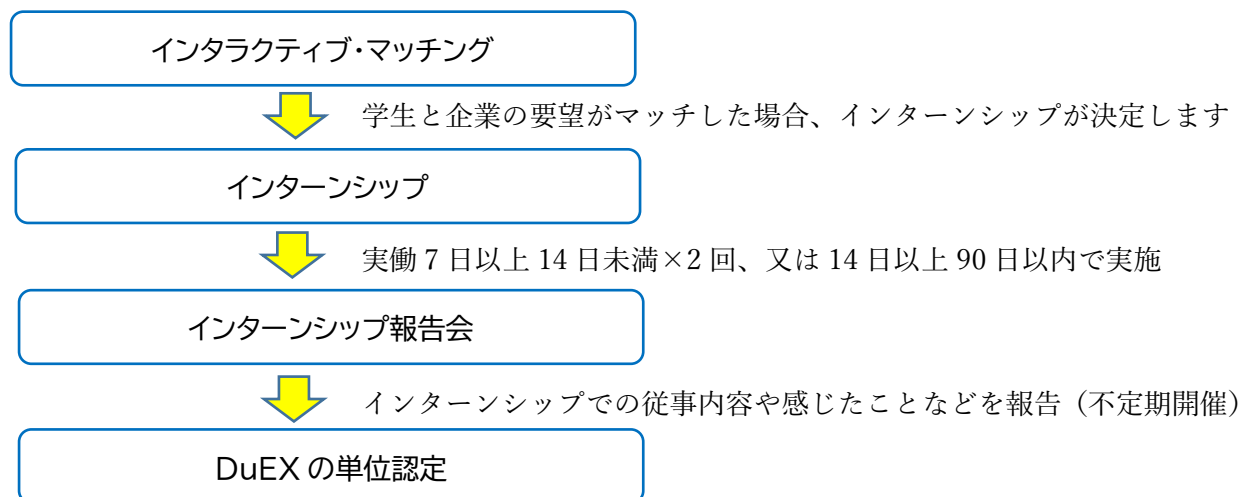 インタラクティブ・マッチング
学生と企業の要望がマッチした場合、インターンシップが決定します
インターンシップ
実働 7 日以上 14 日未満×2 回、又は 14 日以上 90 日以内で実施
インターンシップ報告会
インターンシップでの従事内容や感じたことなどを報告（不定期開催）
DuEX の単位認定